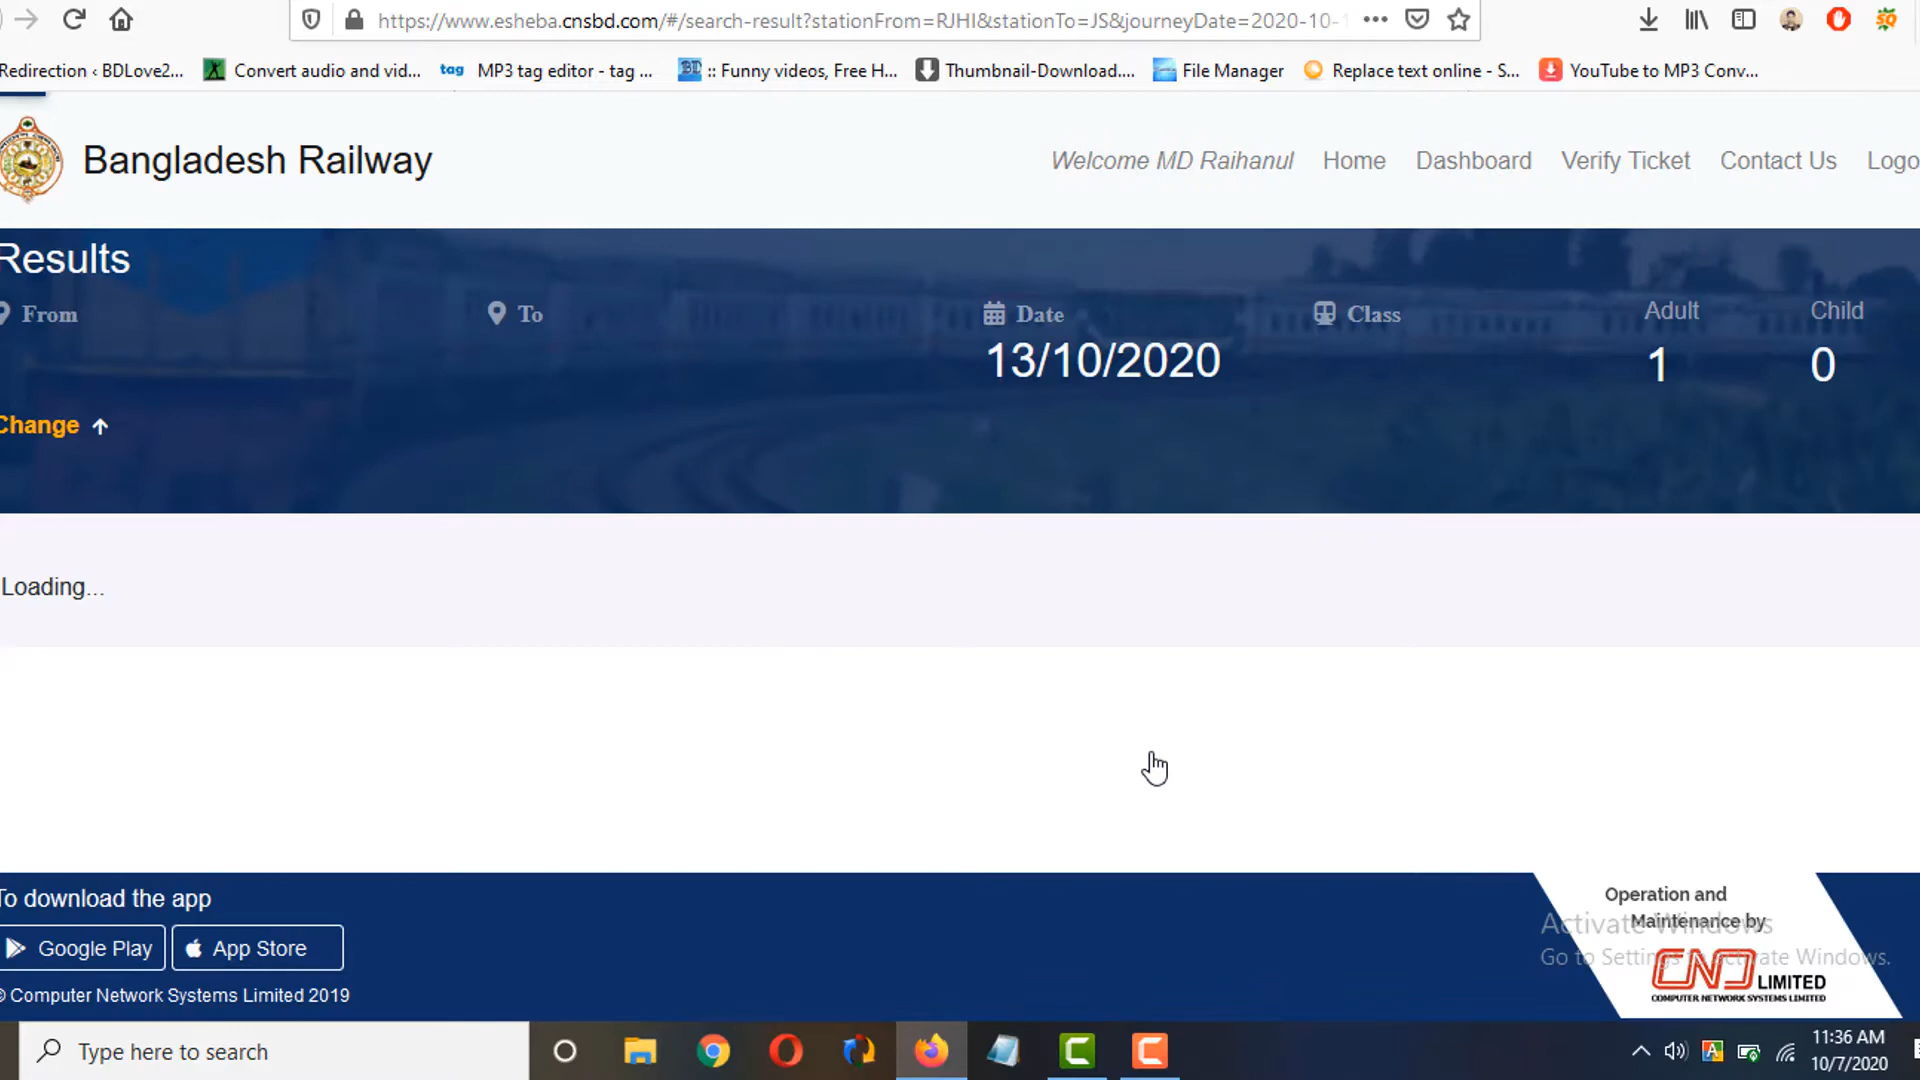 https://www.esheba.cnsbd.com/#/search-result?stationFrom=RJHI&stationTo=JS&journeyDate=2020-10-
Redirection ‹ BDLove2...
Convert audio and vid...
tag MP3 tag editor - tag ...
BD :: Funny videos, Free H...
Thumbnail-Download....
File Manager
Replace text online - S...
YouTube to MP3 Conv...
Bangladesh Railway
Welcome MD Raihanul
Home
Dashboard
Verify Ticket
Contact Us
Logo
Results
From
To
Date
Class
Adult
Child
13/10/2020
1
0
Change
Loading...
To download the app
Google Play
App Store
© Computer Network Systems Limited 2019
Operation and
Maintenance by
Activate Windows
Go to Settings to activate Windows.
CNS LIMITED
COMPUTER NETWORK SYSTEMS LIMITED
Type here to search
11:36 AM
10/7/2020